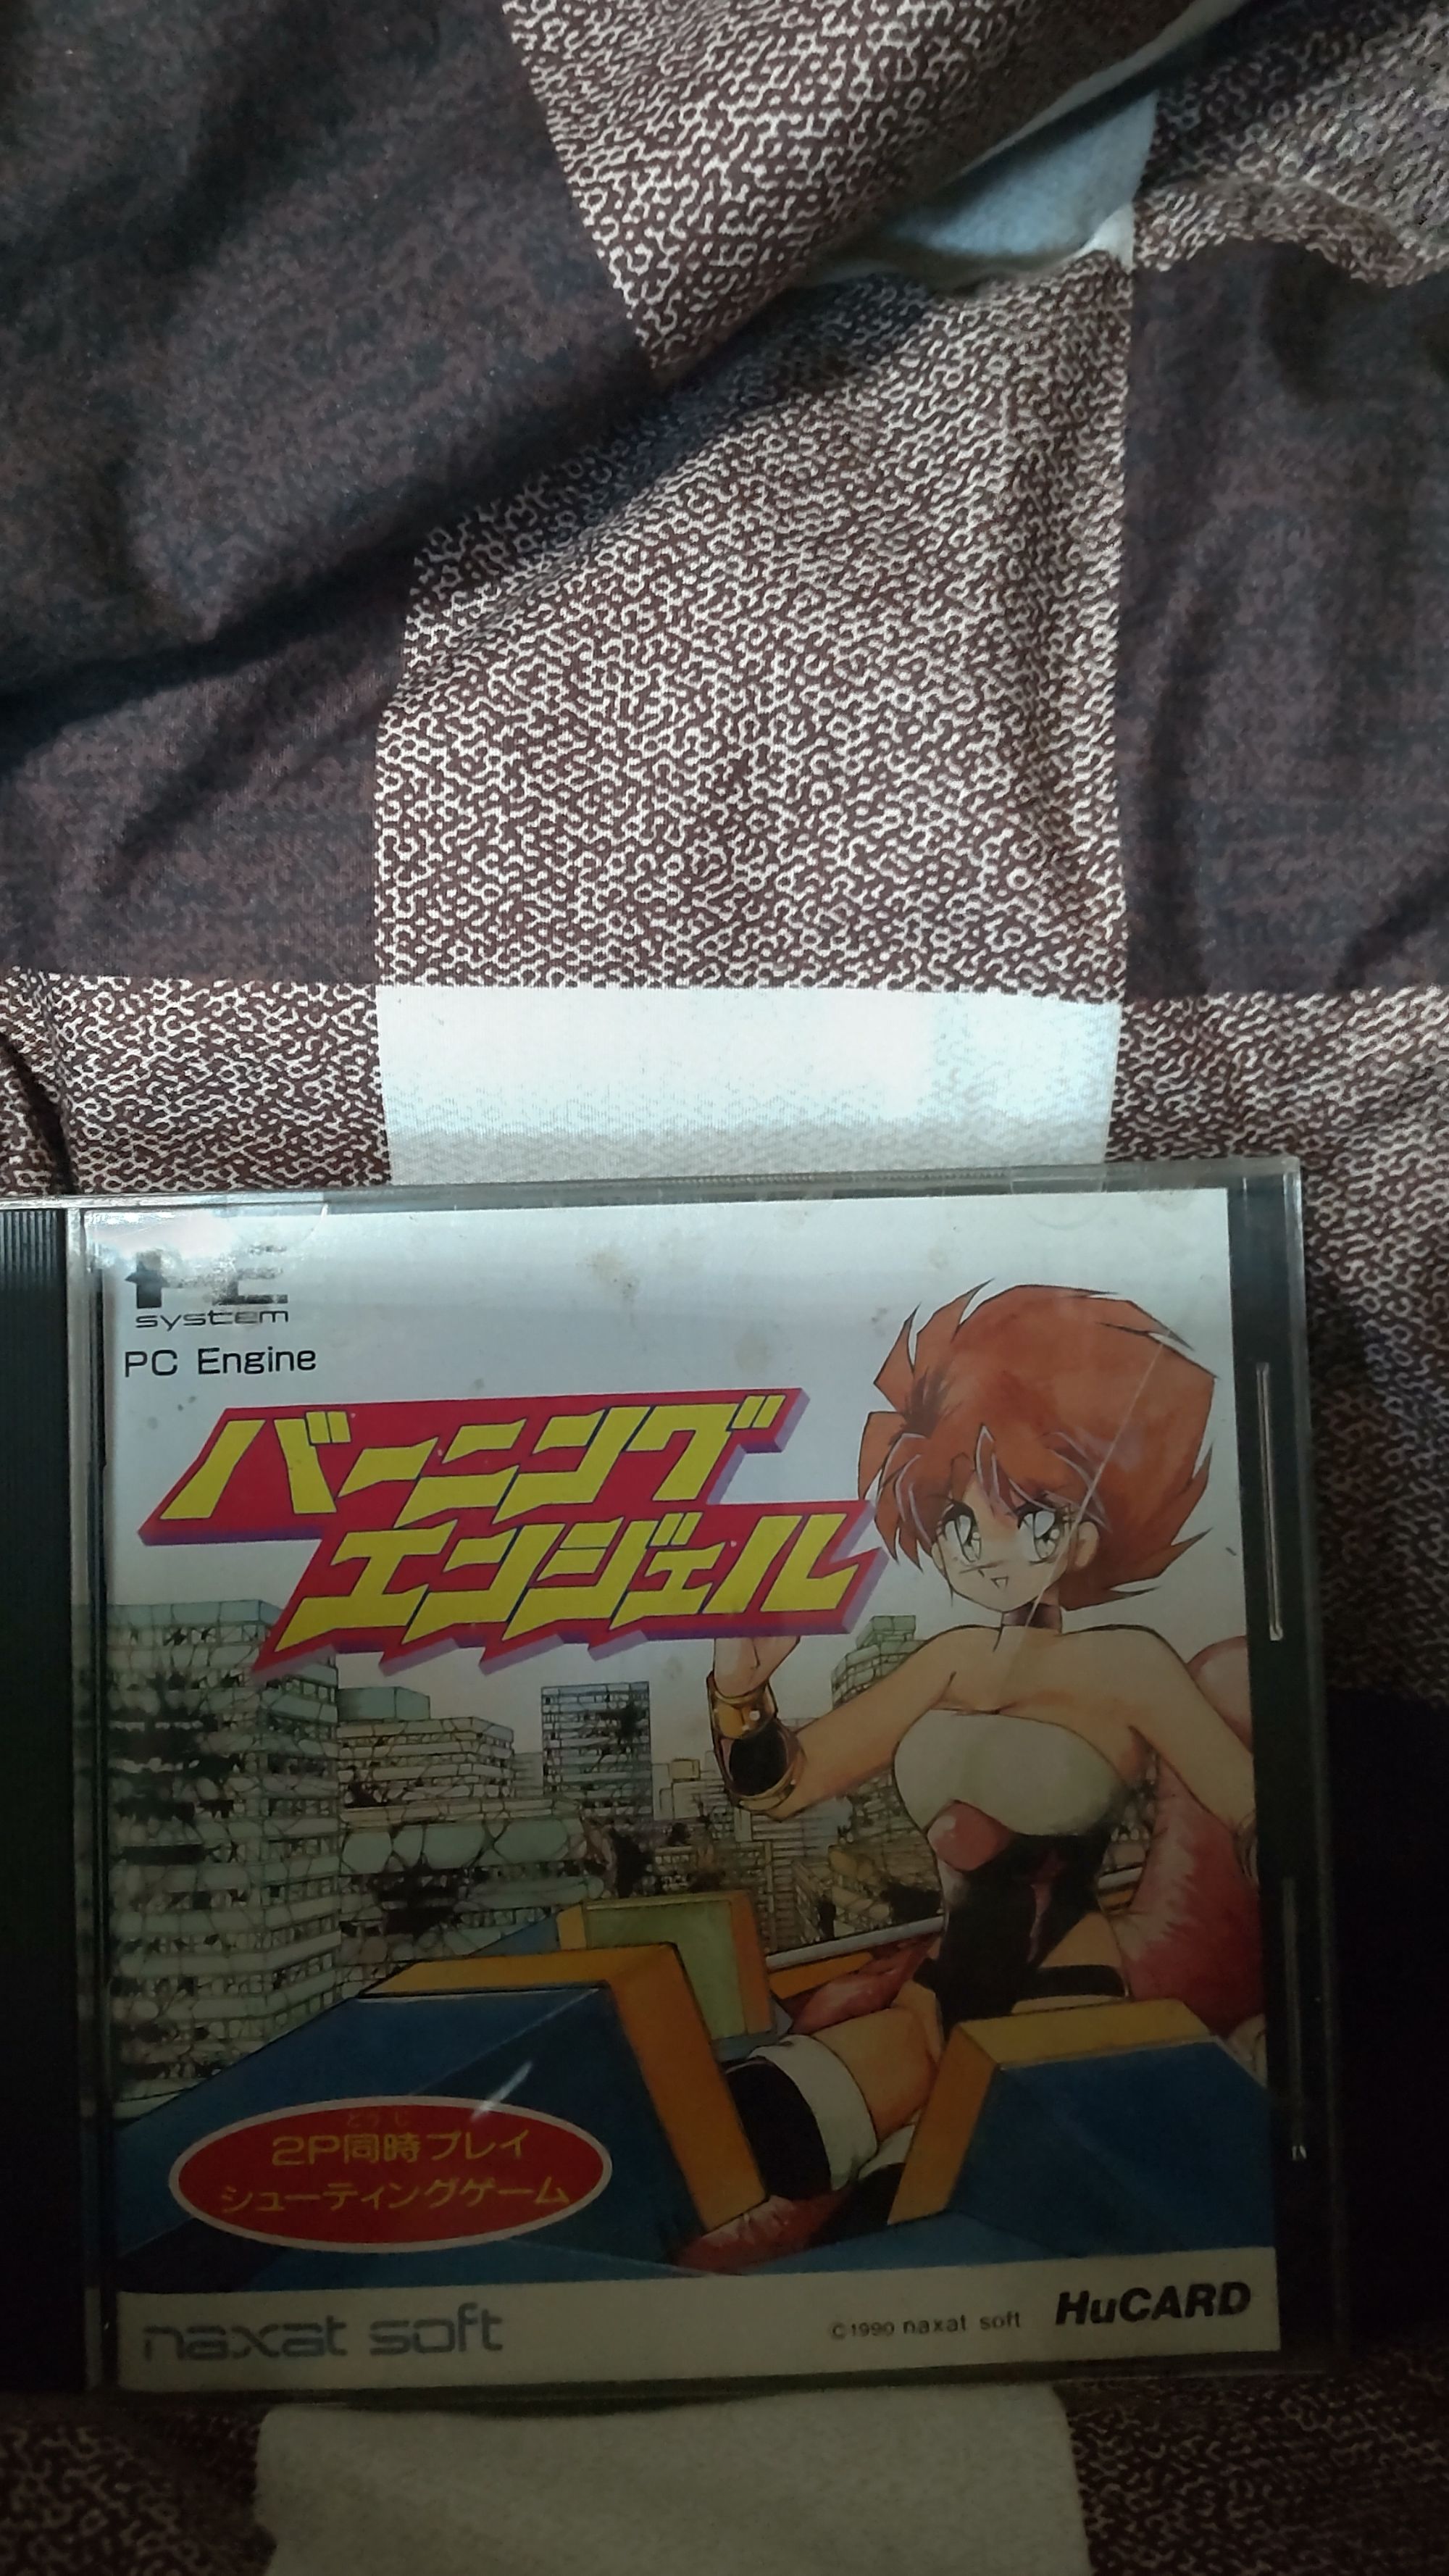 PC
system
PC Engine
バーニング
エンジェル
どうじ
2P同時プレイ
シューティングゲーム
naxat soft
©1990 naxat soft
HuCARD